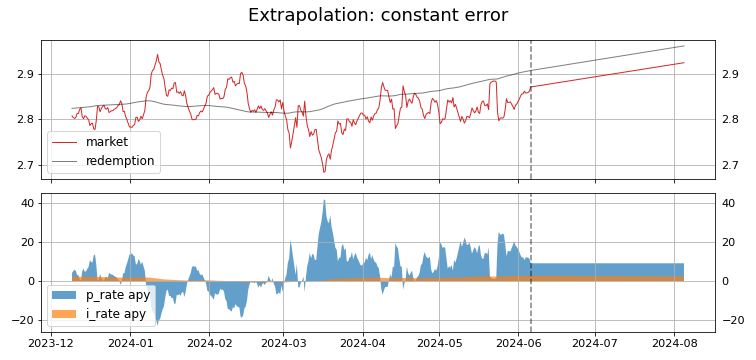 Extrapolation: constant error
2.9
2.8
2.7
2.9
2.8
2.7
market
redemption
40
20
0
−20
40
20
0
−20
p_rate apy
i_rate apy
2023-12 2024-01 2024-02 2024-03 2024-04 2024-05 2024-06 2024-07 2024-08